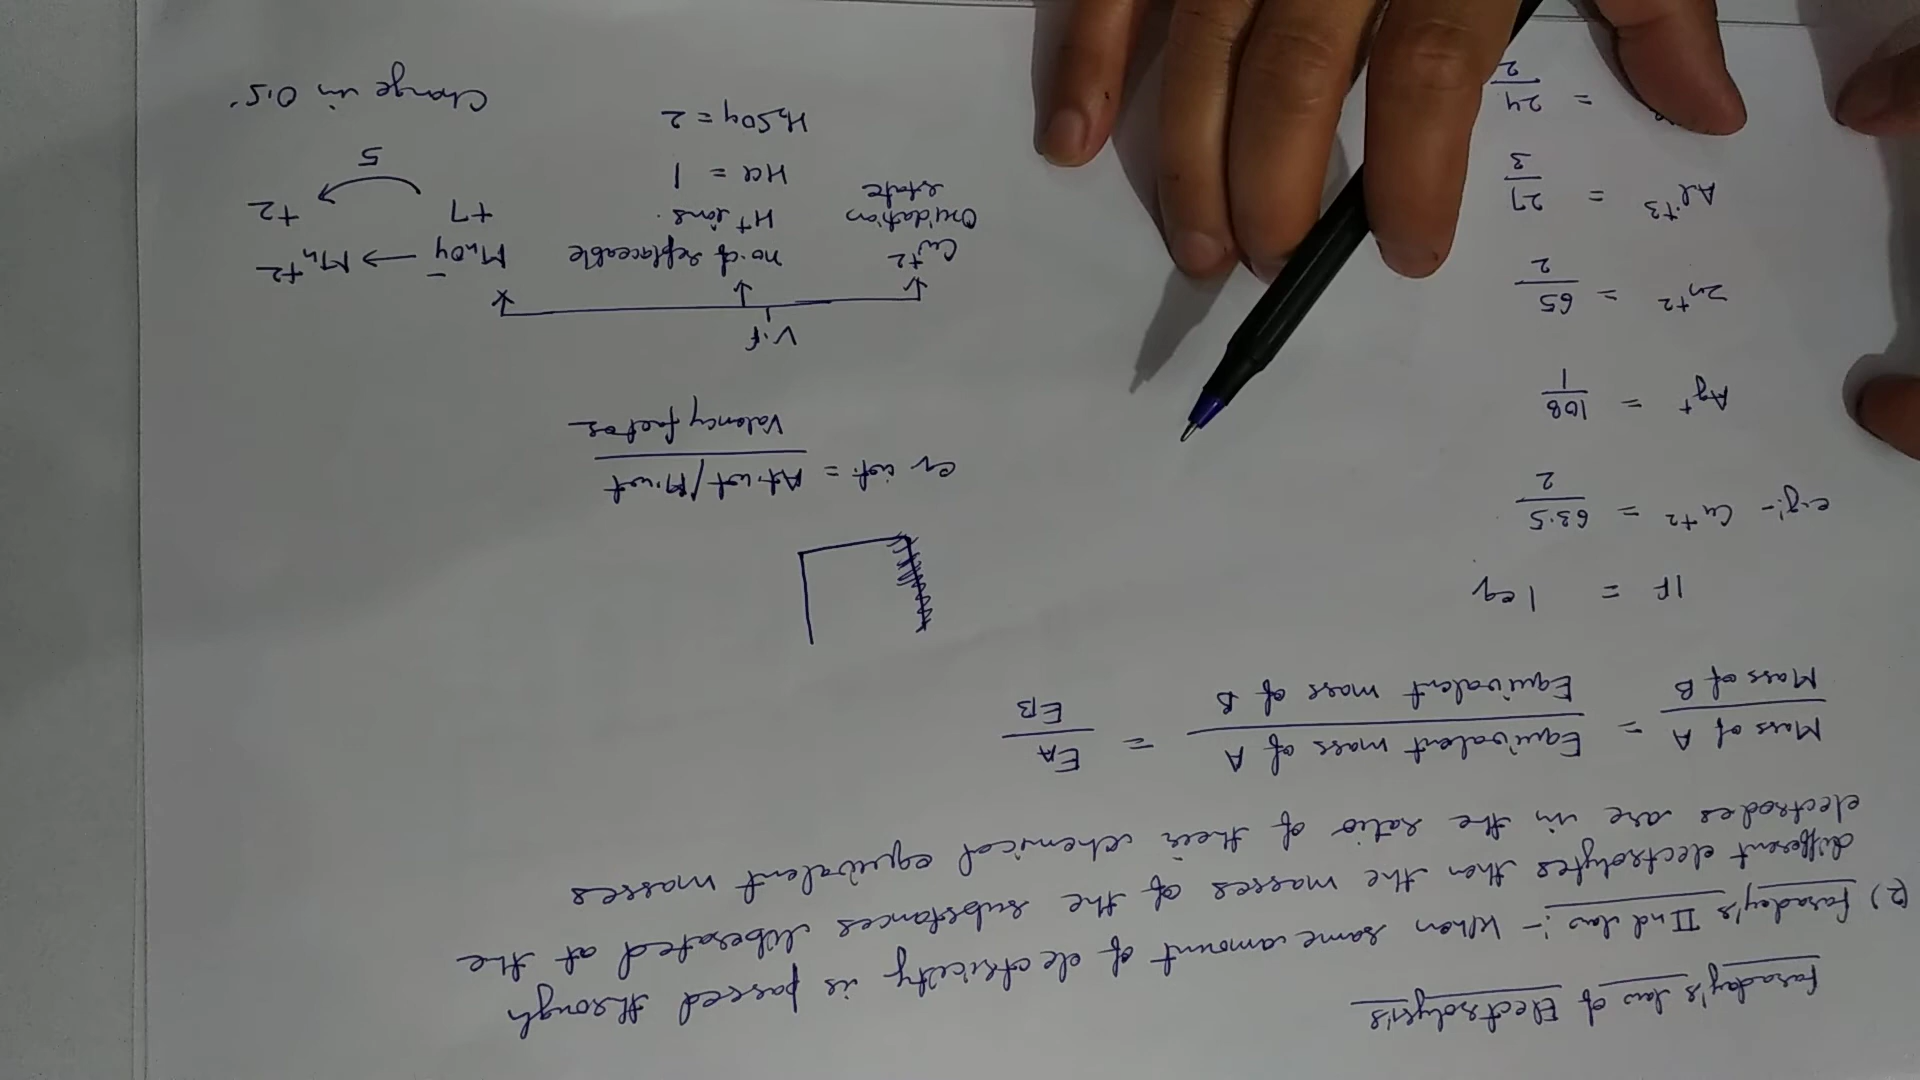 Faraday's law of Electrolysis
(2) Faraday's IInd law :- When same amount of electricity is passed through
different electrolytes then the masses of the substances liberated at the
electrodes are in the ratio of their chemical equivalent masses
Mass of A / Mass of B = Equivalent mass of A / Equivalent mass of B = EA / EB
1F = 1 eq
e.g:- Cu+2 = 63.5 / 2
Ag+ = 108 / 1
Zn+2 = 65 / 2
Al+3 = 27 / 3
= 24 / 2
eq wt. = At.wt / M.wt / Valency factor
V.f
Cu+2
Oxidation
state
no. of replaceable
H+ ions.
HCl = 1
H2SO4 = 2
MnO4- → Mn+2
+7 +2
5
Change in O.S.